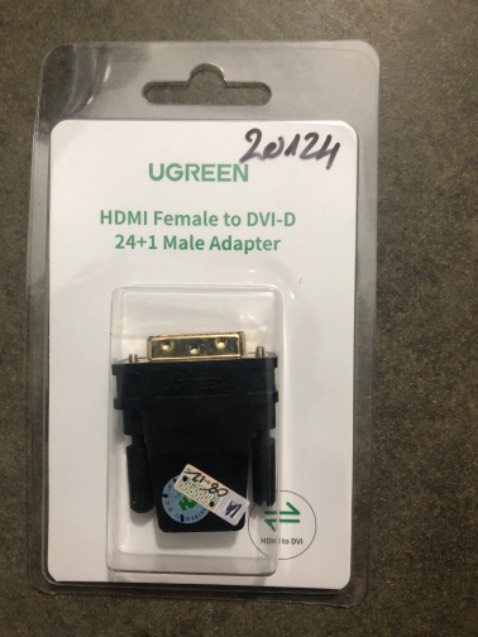 20124
UGREEN
HDMI Female to DVI-D
24+1 Male Adapter
UGREEN
HDMI to DVI